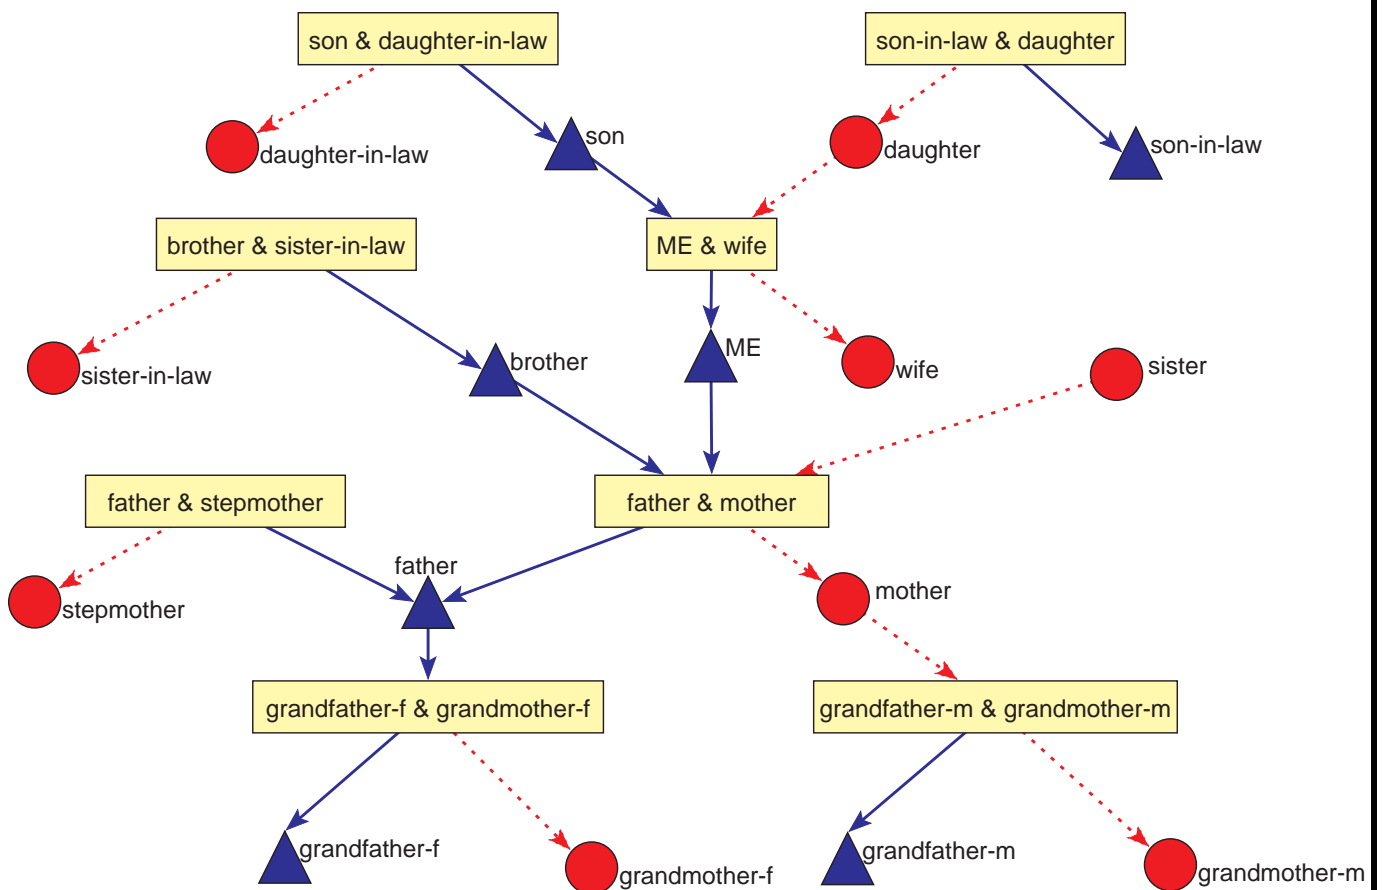 son & daughter-in-law
son-in-law & daughter
son
daughter-in-law
daughter
son-in-law
brother & sister-in-law
ME & wife
ME
brother
wife
sister
sister-in-law
father & stepmother
father & mother
father
stepmother
mother
grandfather-f & grandmother-f
grandfather-m & grandmother-m
grandfather-f
grandmother-f
grandfather-m
grandmother-m